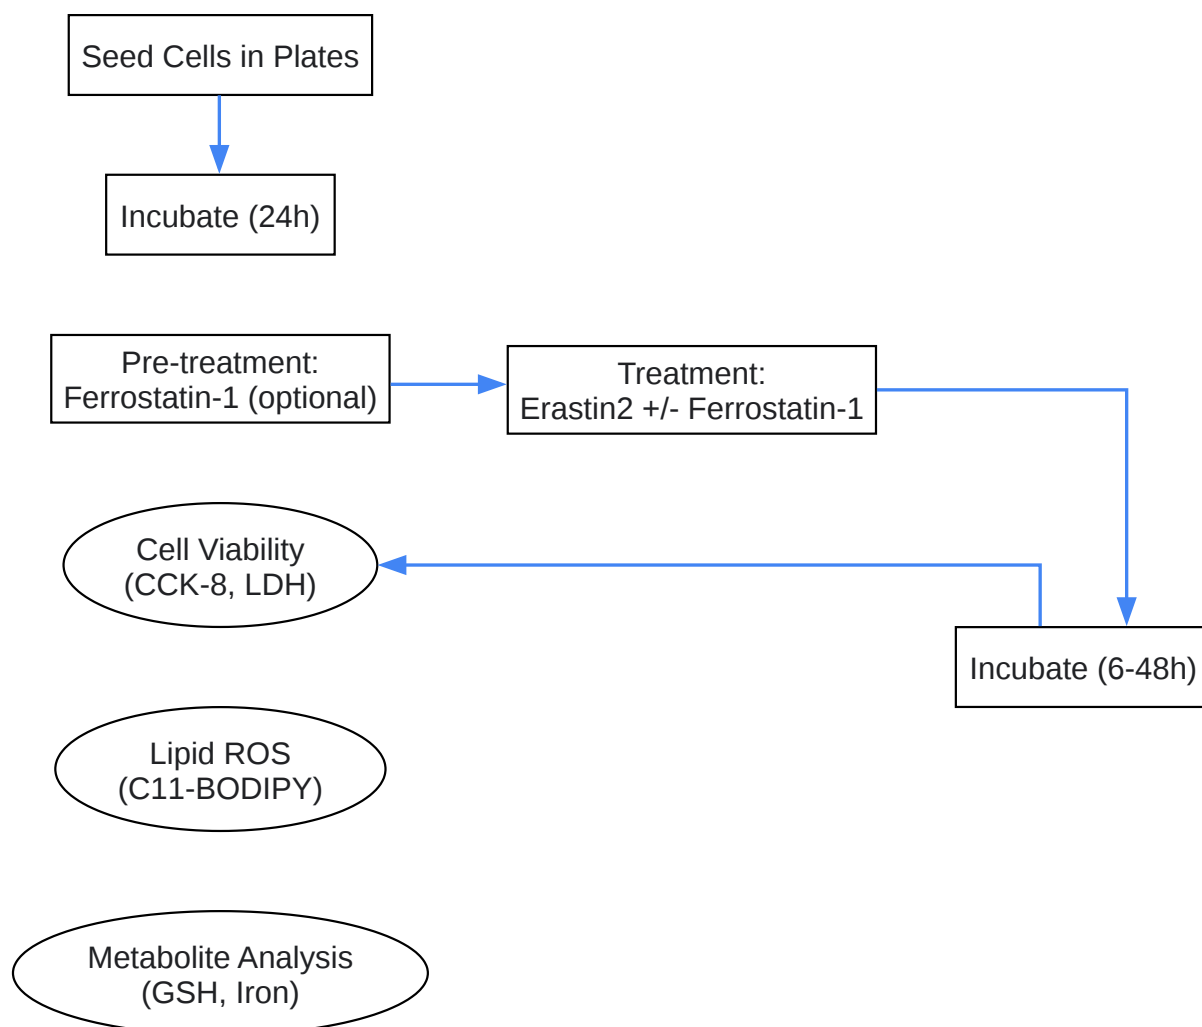 Seed Cells in Plates
Incubate (24h)
Pre-treatment:
Ferrostatin-1 (optional)
Treatment:
Erastin2 +/- Ferrostatin-1
Cell Viability
(CCK-8, LDH)
Incubate (6-48h)
Lipid ROS
(C11-BODIPY)
Metabolite Analysis
(GSH, Iron)